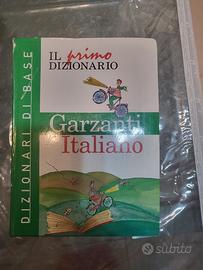 IL primo
DIZIONARIO
Garzanti
Italiano
DIZIONARI DI BASE
subito